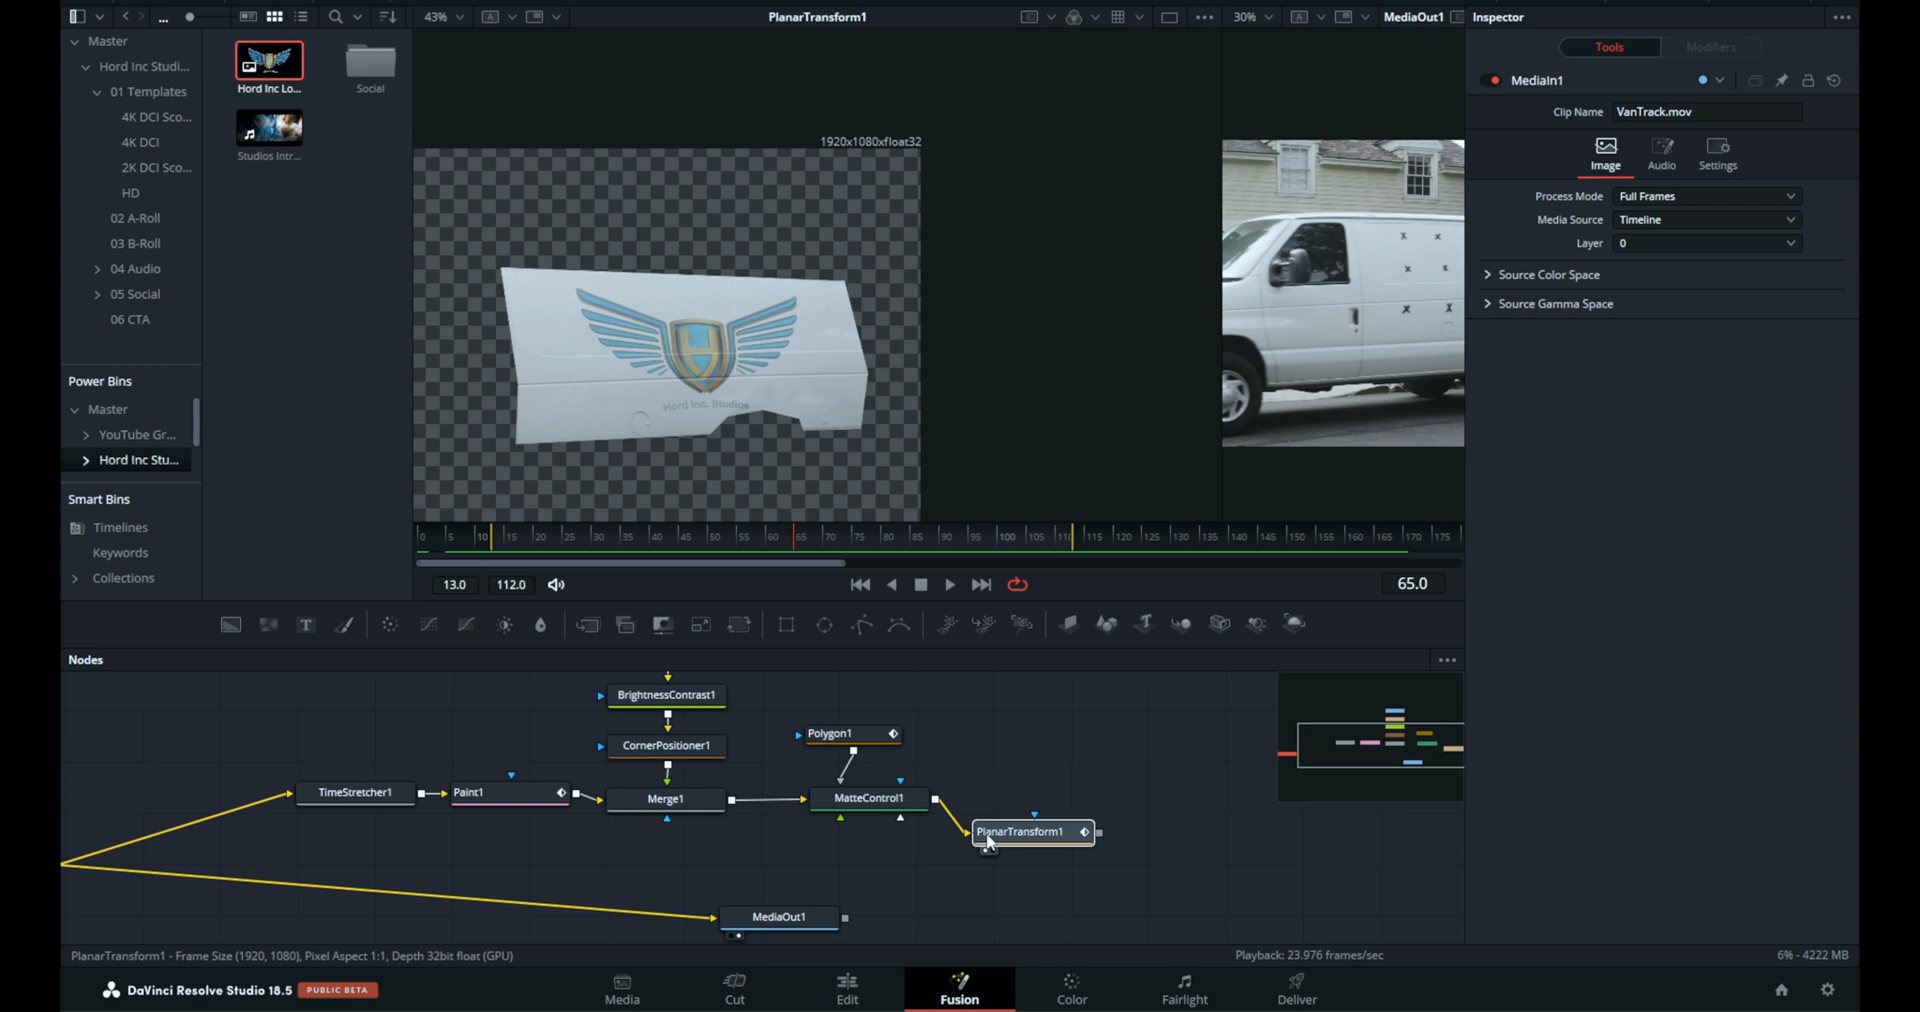 43%
PlanarTransform1
30%
MediaOut1
Inspector
Master
Hord Inc Studi...
01 Templates
4K DCI Sco...
4K DCI
2K DCI Sco...
HD
02 A-Roll
03 B-Roll
04 Audio
05 Social
06 CTA
Hord Inc Lo...
Social
Studios Intr...
Power Bins
Master
YouTube Gr...
Hord Inc Stu...
Smart Bins
Timelines
Keywords
Collections
1920x1080xfloat32
H
Hord Inc. Studios
Tools
Modifiers
MediaIn1
Clip Name VanTrack.mov
Image
Audio
Settings
Process Mode Full Frames
Media Source Timeline
Layer 0
Source Color Space
Source Gamma Space
0 5 10 15 20 25 30 35 40 45 50 55 60 65 70 75 80 85 90 95 100 105 110 115 120 125 130 135 140 145 150 155 160 165 170 175
13.0
112.0
65.0
T
T
Nodes
BrightnessContrast1
CornerPositioner1
Polygon1
TimeStretcher1
Paint1
Merge1
MatteControl1
PlanarTransform1
MediaOut1
PlanarTransform1 - Frame Size (1920, 1080), Pixel Aspect 1:1, Depth 32bit float (GPU)
Playback: 23.976 frames/sec
6% - 4222 MB
DaVinci Resolve Studio 18.5
PUBLIC BETA
Media
Cut
Edit
Fusion
Color
Fairlight
Deliver